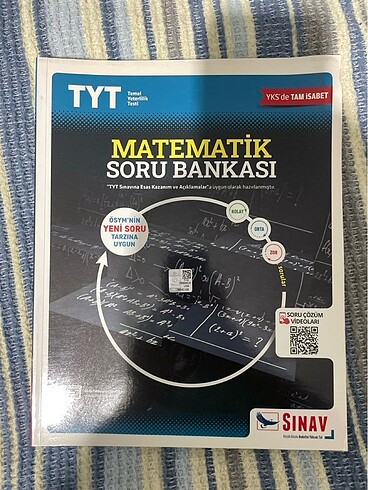 TYT
Temel
Yeterlilik
Testi
YKS'de TAM İSABET
MATEMATİK
SORU BANKASI
"TYT Sınavına Esas Kazanım ve Açıklamalar"a uygun olarak hazırlanmıştır.
ÖSYM'NİN
YENİ SORU
TARZINA
UYGUN
KOLAY
ORTA
ZOR
sorular
SORU ÇÖZÜM
VİDEOLARI
SINAV